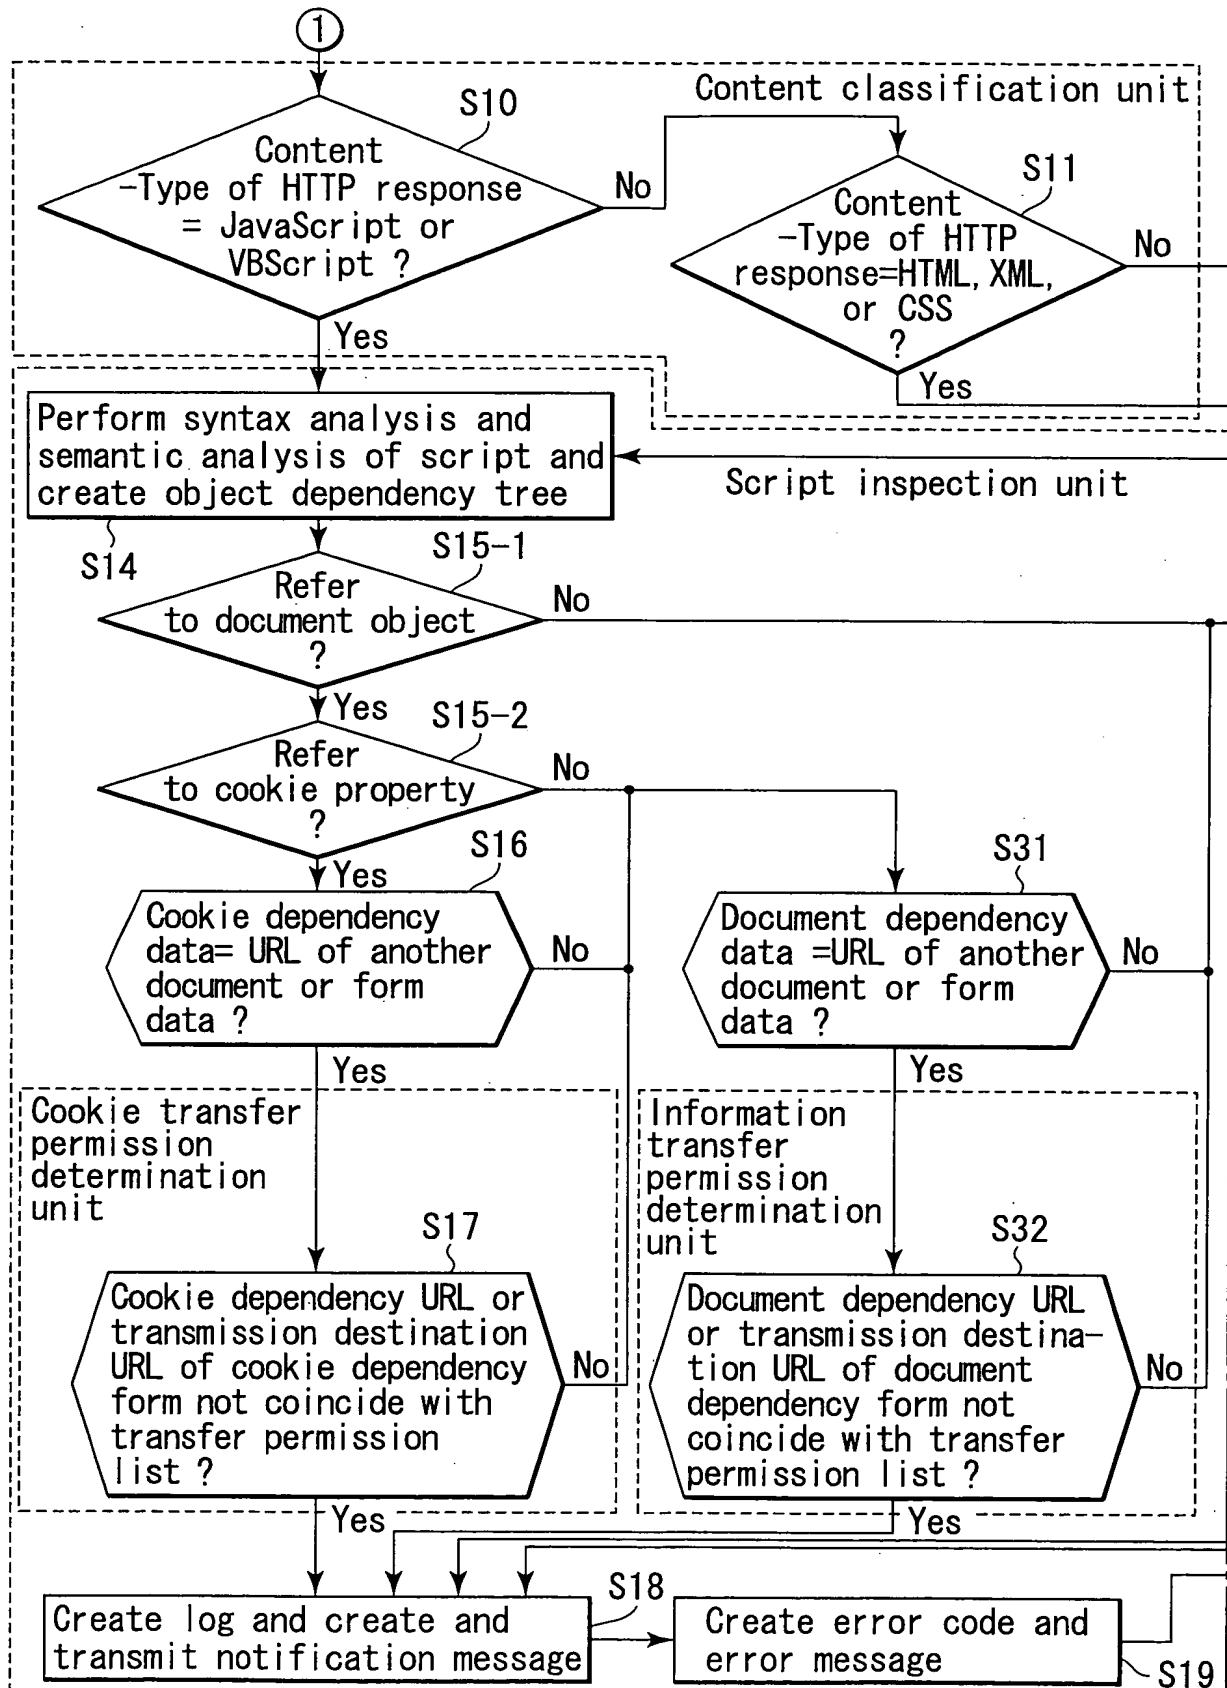 1
Content classification unit
S10
Content
-Type of HTTP response
= JavaScript or
VBScript ?
No
Yes
S11
Content
-Type of HTTP
response=HTML, XML,
or CSS
?
No
Yes
Perform syntax analysis and
semantic analysis of script and
create object dependency tree
S14
Script inspection unit
S15-1
Refer
to document object
?
No
Yes
S15-2
Refer
to cookie property
?
No
Yes
S16
Cookie dependency
data= URL of another
document or form
data ?
No
Yes
S31
Document dependency
data =URL of another
document or form
data ?
No
Yes
Cookie transfer
permission
determination
unit
Information
transfer
permission
determination
unit
S17
Cookie dependency URL or
transmission destination
URL of cookie dependency
form not coincide with
transfer permission
list ?
No
Yes
S32
Document dependency URL
or transmission destina-
tion URL of document
dependency form not
coincide with transfer
permission list ?
No
Yes
S18
Create log and create and
transmit notification message
Create error code and
error message
S19